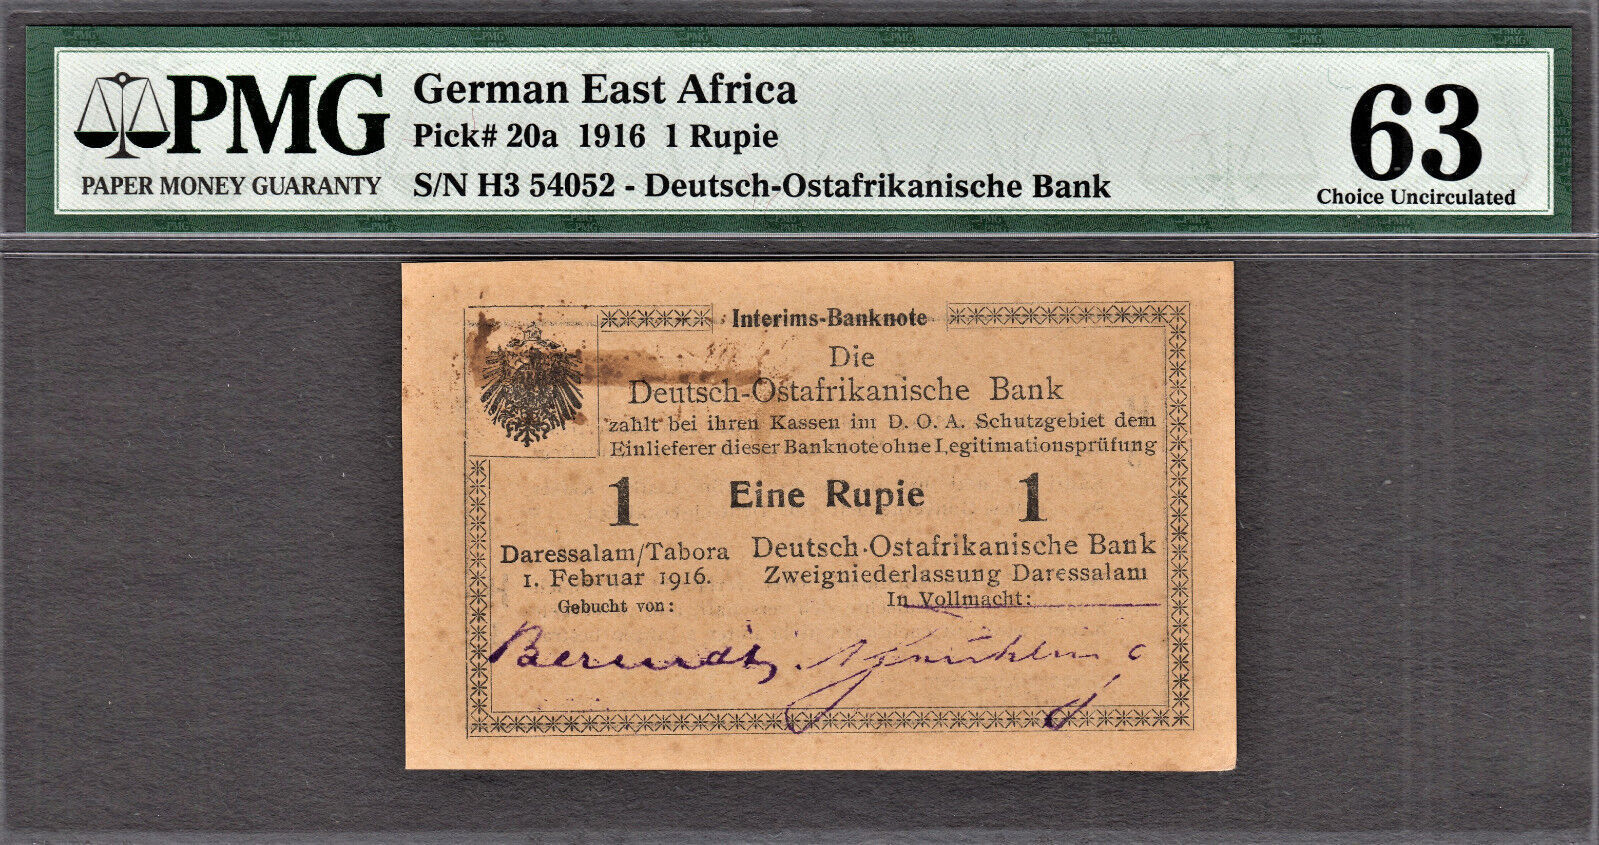 PMG
PAPER MONEY GUARANTY
German East Africa
Pick# 20a 1916 1 Rupie
S/N H3 54052 - Deutsch-Ostafrikanische Bank
63
Choice Uncirculated
Interims-Banknote
Die
Deutsch-Ostafrikanische Bank
zahlt bei ihren Kassen im D. O. A. Schutzgebiet dem
Einlieferer dieser Banknote ohne Legitimationsprüfung
1 Eine Rupie 1
Daressalam/Tabora
1. Februar 1916.
Gebucht von:
Deutsch-Ostafrikanische Bank
Zweigniederlassung Daressalam
In Vollmacht: